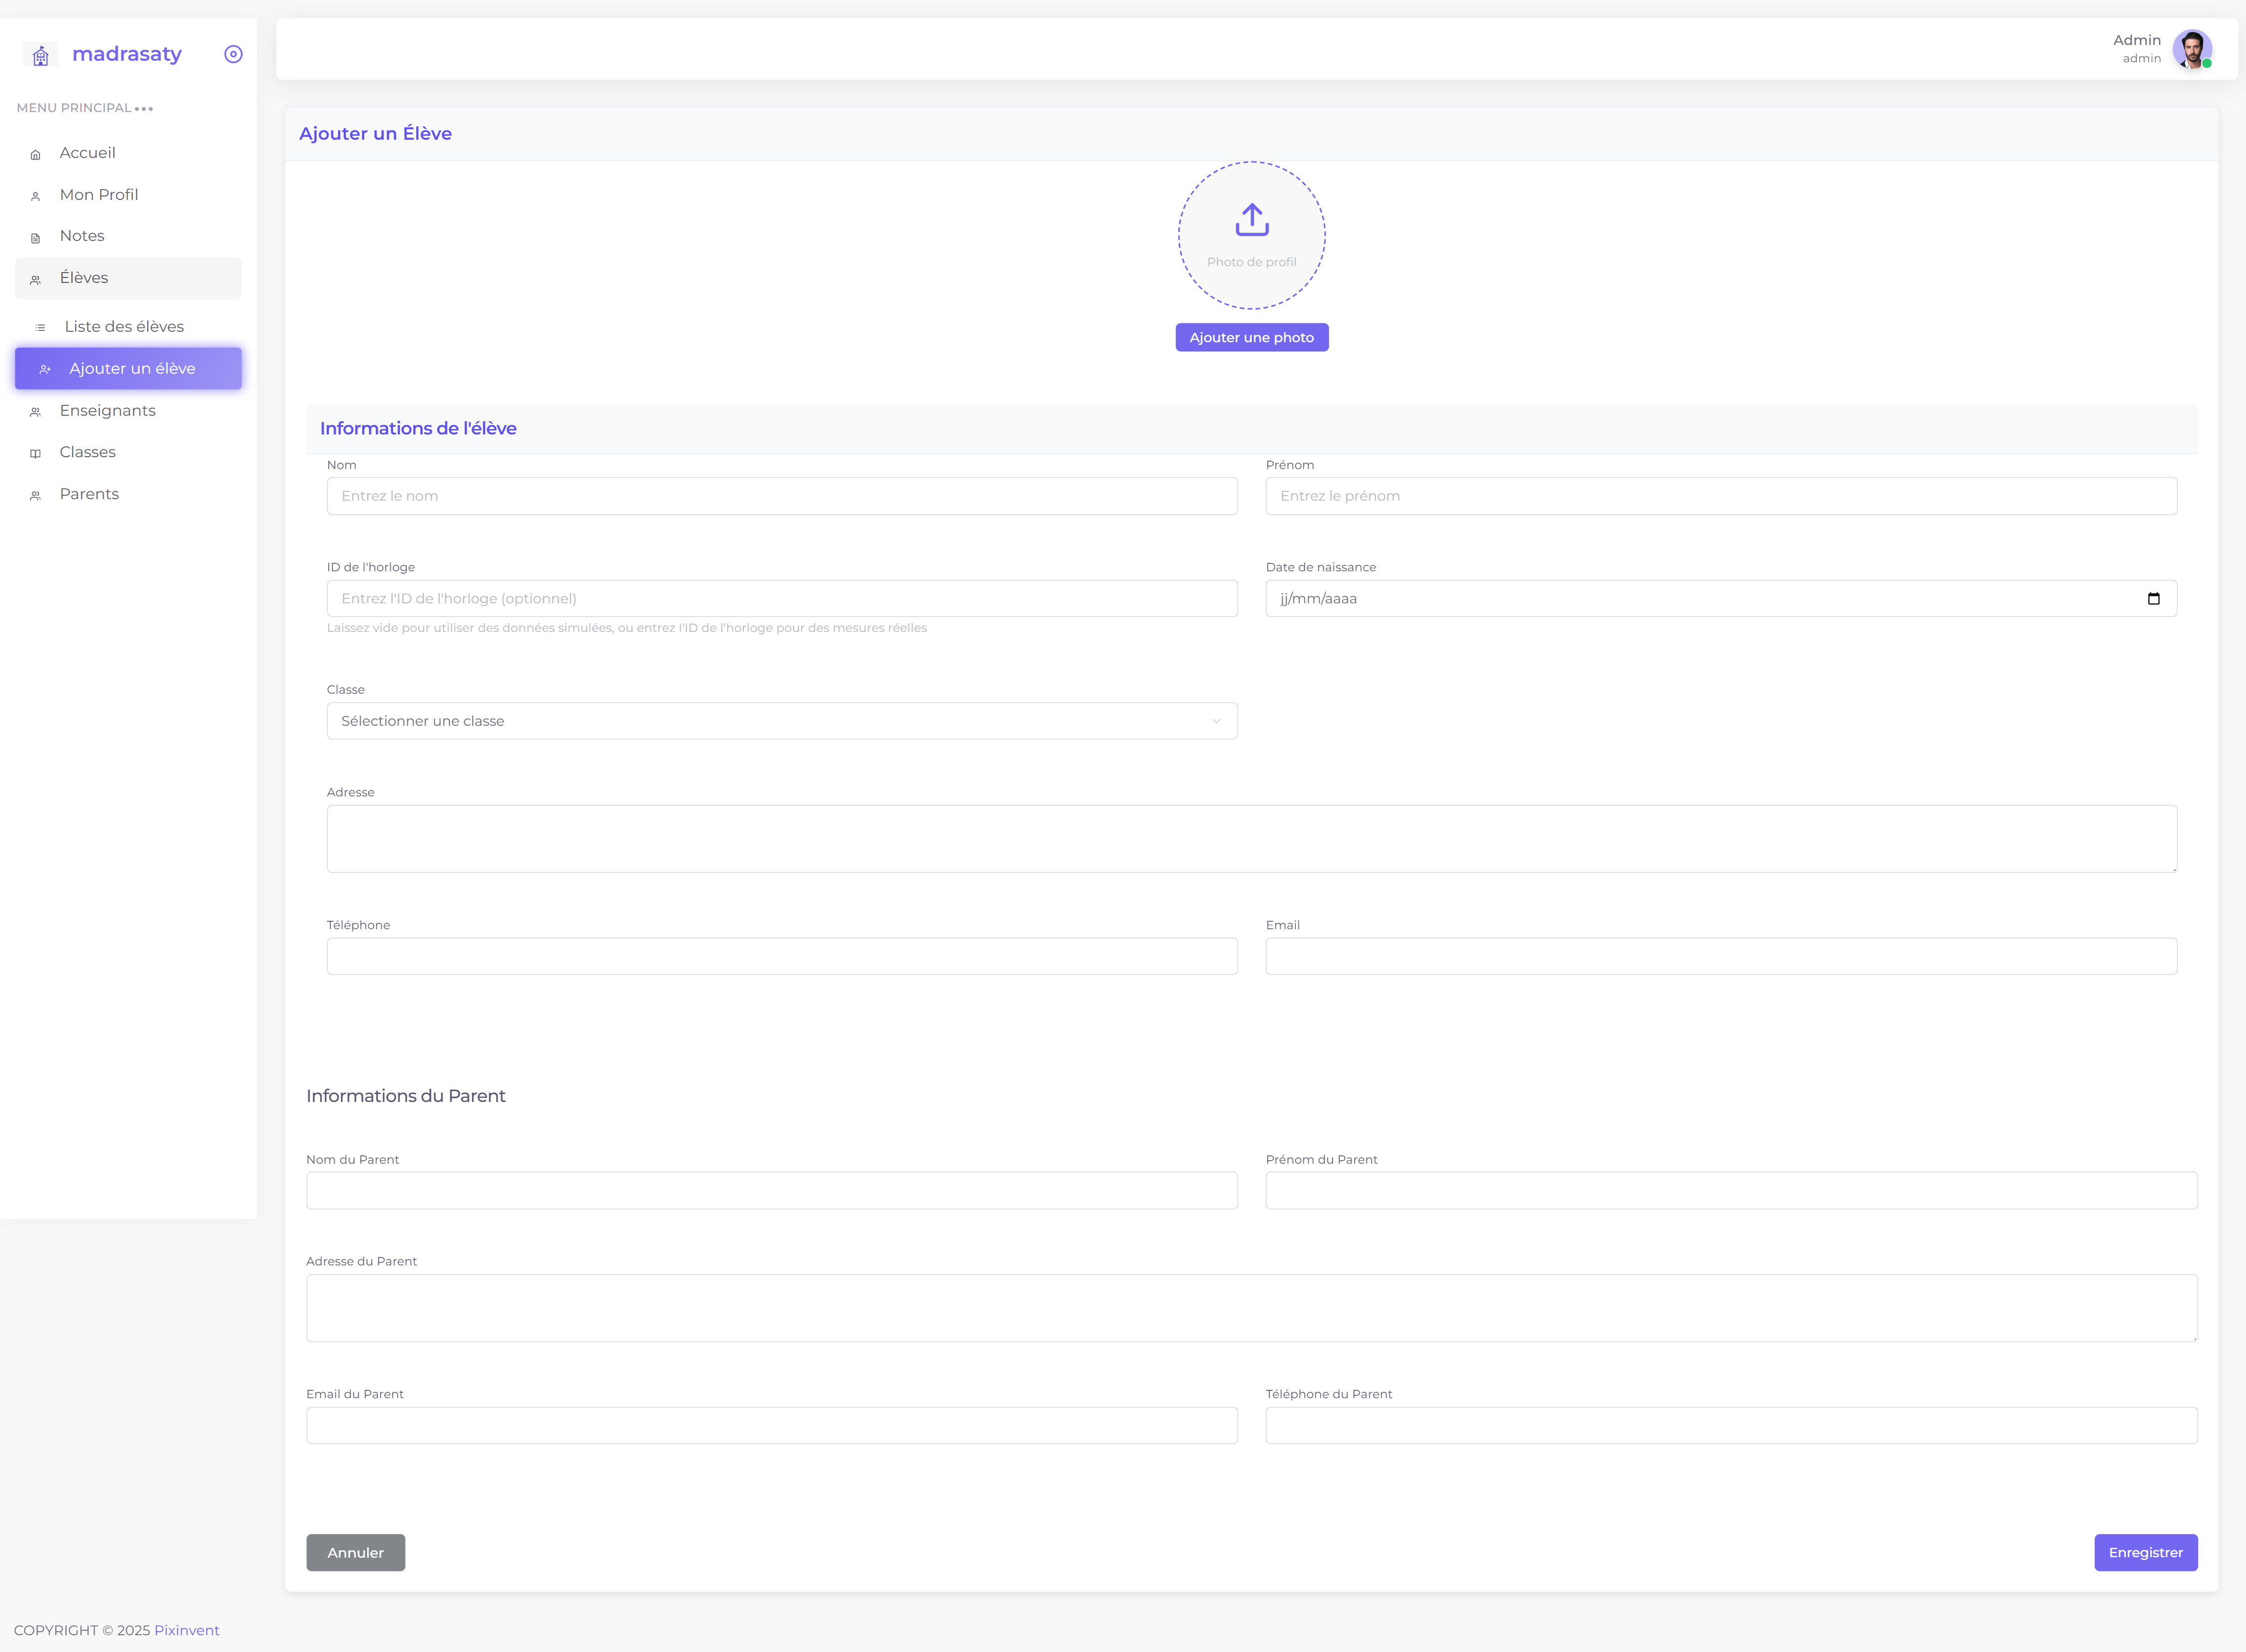 madrasaty
Admin
admin
MENU PRINCIPAL
Accueil
Mon Profil
Notes
Élèves
Liste des élèves
Ajouter un élève
Enseignants
Classes
Parents
Ajouter un Élève
Photo de profil
Ajouter une photo
Informations de l'élève
Nom
Prénom
Entrez le nom
Entrez le prénom
ID de l'horloge
Date de naissance
Entrez l'ID de l'horloge (optionnel)
jj/mm/aaaa
Laissez vide pour utiliser des données simulées, ou entrez l'ID de l'horloge pour des mesures réelles
Classe
Sélectionner une classe
Adresse
Téléphone
Email
Informations du Parent
Nom du Parent
Prénom du Parent
Adresse du Parent
Email du Parent
Téléphone du Parent
Annuler
Enregistrer
COPYRIGHT © 2025 Pixinvent